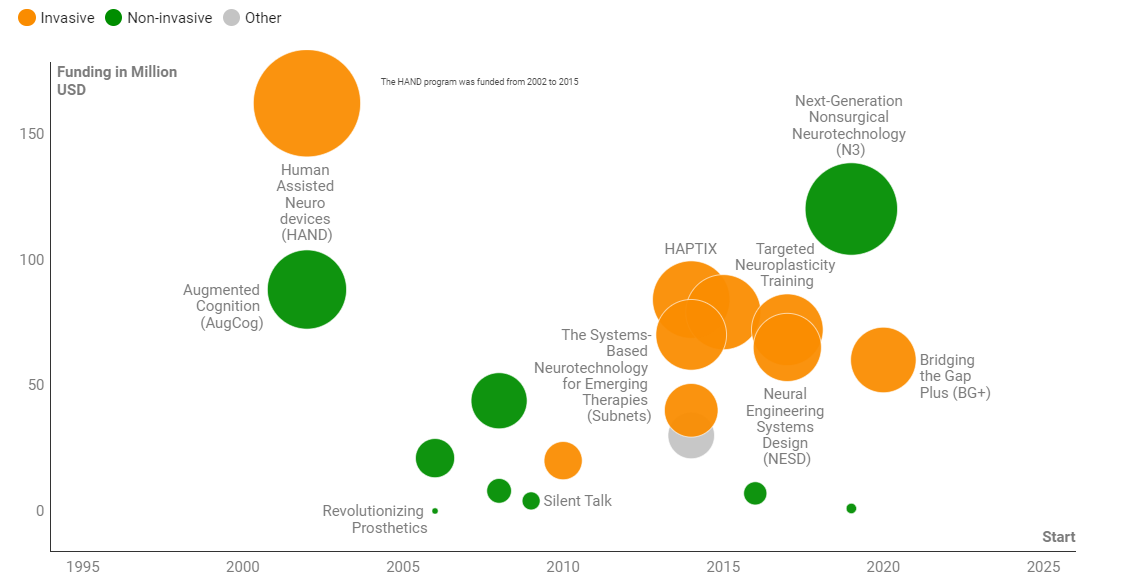 Invasive Non-invasive Other
Funding in Million
USD
The HAND program was funded from 2002 to 2015
150
100
50
0
Human
Assisted
Neuro
devices
(HAND)
Augmented
Cognition
(AugCog)
Revolutionizing
Prosthetics
Silent Talk
The Systems-
Based
Neurotechnology
for Emerging
Therapies
(Subnets)
HAPTIX
Targeted
Neuroplasticity
Training
Next-Generation
Nonsurgical
Neurotechnology
(N3)
Neural
Engineering
Systems
Design
(NESD)
Bridging
the Gap
Plus (BG+)
Start
1995 2000 2005 2010 2015 2020 2025